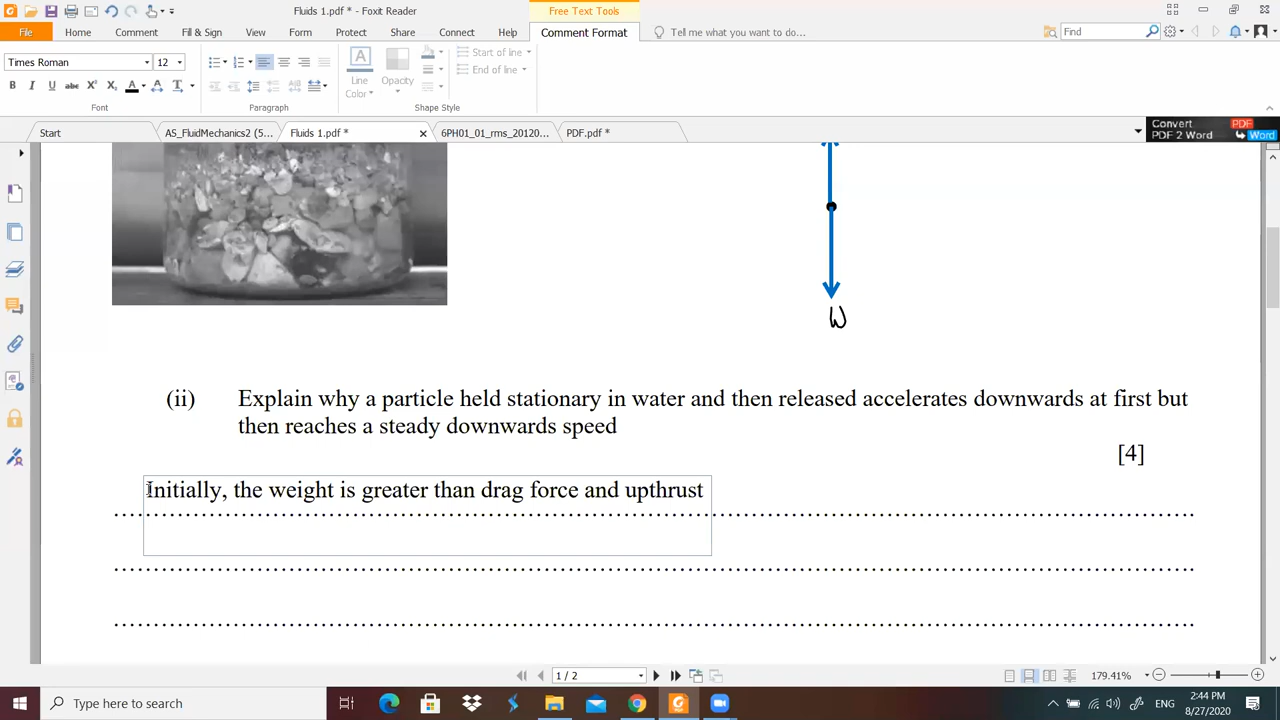 Fluids 1.pdf * - Foxit Reader
Free Text Tools
File
Home
Comment
Fill & Sign
View
Form
Protect
Share
Connect
Help
Comment Format
Tell me what you want to do...
Find
Times Roman
12
B I U abc X² X₂ A T
Line
Color
Opacity
Start of line
End of line
Font
Paragraph
Shape Style
Start
AS_FluidMechanics2 (5...
Fluids 1.pdf *
6PH01_01_rms_20120...
PDF.pdf *
Convert PDF
PDF 2 Word Word
W
(ii) Explain why a particle held stationary in water and then released accelerates downwards at first but
then reaches a steady downwards speed
[4]
Initially, the weight is greater than drag force and upthrust
1 / 2
179.41%
Type here to search
ENG
2:44 PM
8/27/2020